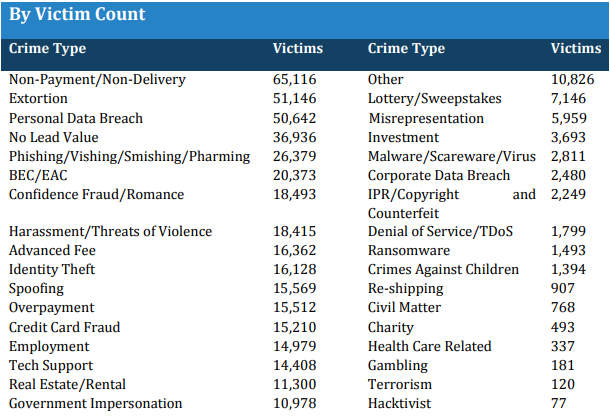 By Victim Count
Crime Type Victims Crime Type Victims
Non-Payment/Non-Delivery 65,116 Other 10,826
Extortion 51,146 Lottery/Sweepstakes 7,146
Personal Data Breach 50,642 Misrepresentation 5,959
No Lead Value 36,936 Investment 3,693
Phishing/Vishing/Smishing/Pharming 26,379 Malware/Scareware/Virus 2,811
BEC/EAC 20,373 Corporate Data Breach 2,480
Confidence Fraud/Romance 18,493 IPR/Copyright and 2,249
Counterfeit
Harassment/Threats of Violence 18,415 Denial of Service/TDoS 1,799
Advanced Fee 16,362 Ransomware 1,493
Identity Theft 16,128 Crimes Against Children 1,394
Spoofing 15,569 Re-shipping 907
Overpayment 15,512 Civil Matter 768
Credit Card Fraud 15,210 Charity 493
Employment 14,979 Health Care Related 337
Tech Support 14,408 Gambling 181
Real Estate/Rental 11,300 Terrorism 120
Government Impersonation 10,978 Hacktivist 77